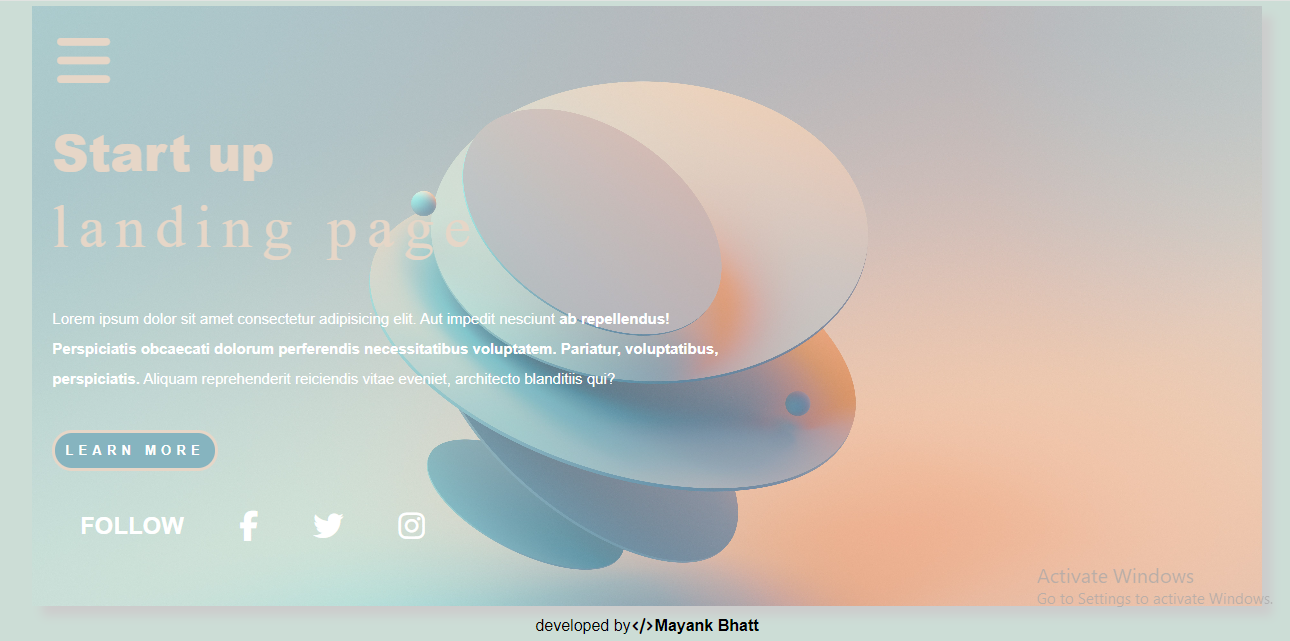 Start up
landing page
Lorem ipsum dolor sit amet consectetur adipisicing elit. Aut impedit nesciunt ab repellendus!
Perspiciatis obcaecati dolorum perferendis necessitatibus voluptatem. Pariatur, voluptatibus,
perspiciatis. Aliquam reprehenderit reiciendis vitae eveniet, architecto blanditiis qui?
LEARN MORE
FOLLOW
Activate Windows
Go to Settings to activate Windows.
developed by</>Mayank Bhatt